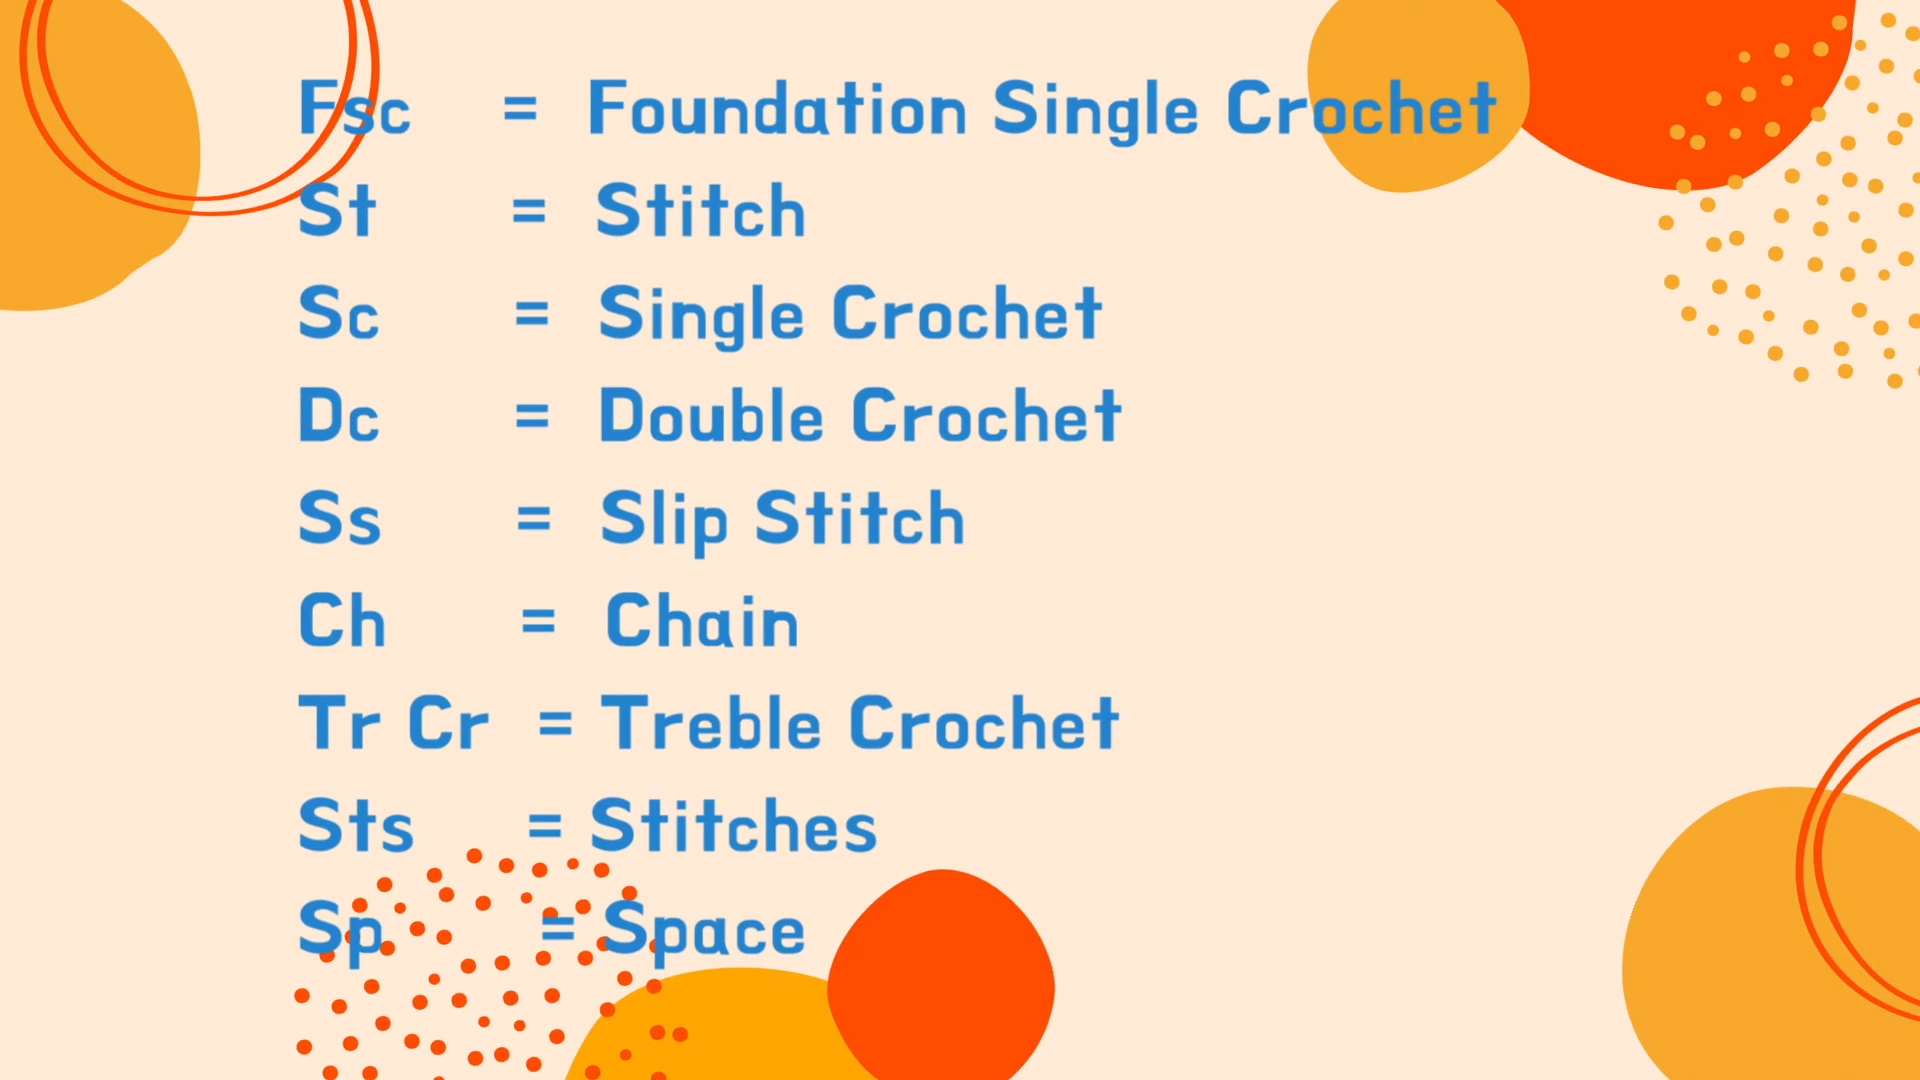 Fsc = Foundation Single Crochet
St = Stitch
Sc = Single Crochet
Dc = Double Crochet
Ss = Slip Stitch
Ch = Chain
Tr Cr = Treble Crochet
Sts = Stitches
Sp = Space